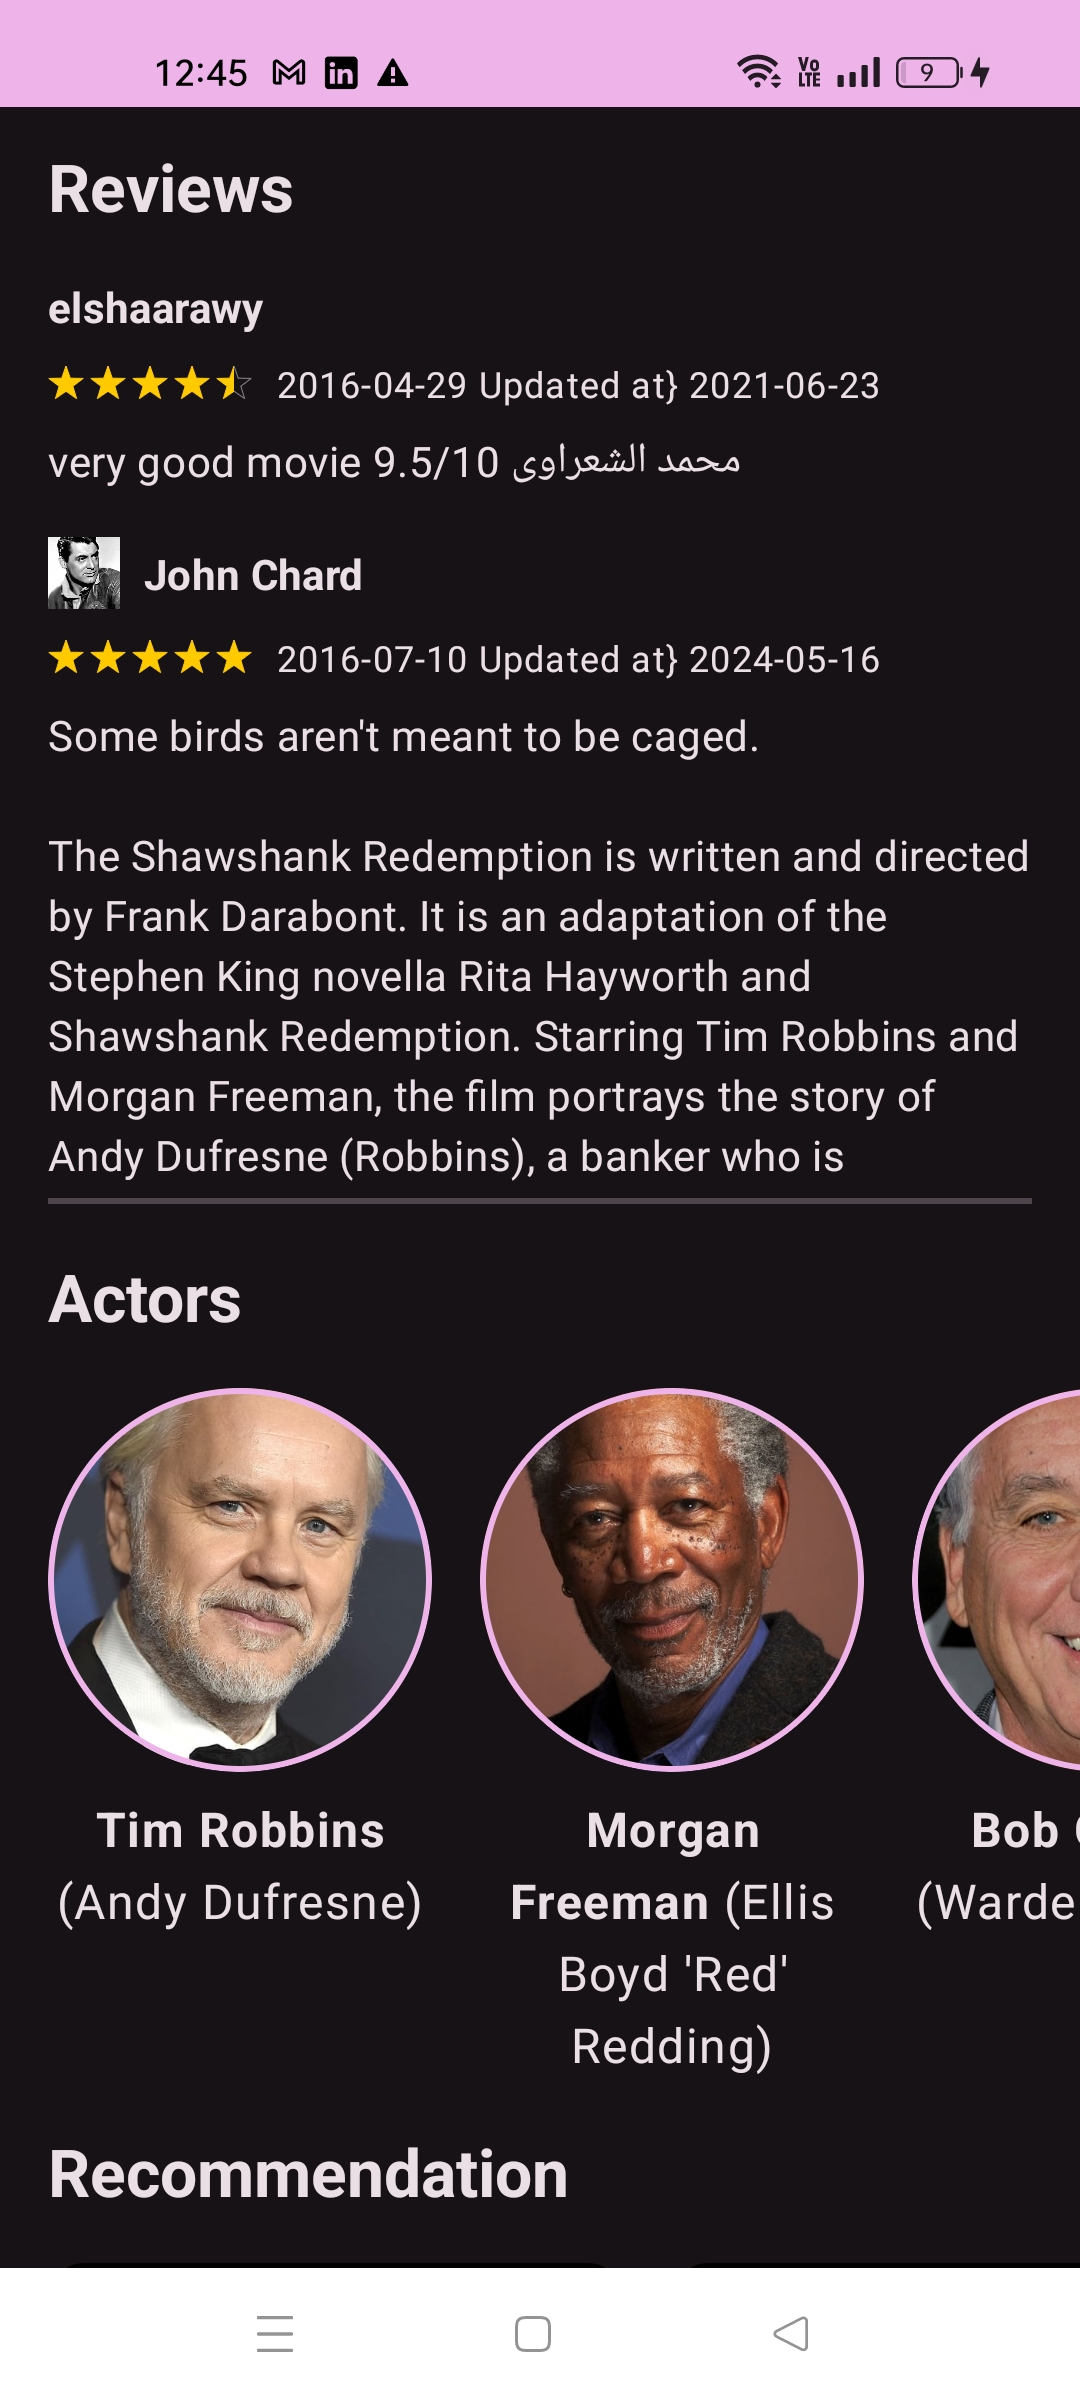 12:45
Vo LTE
9
Reviews
elshaarawy
2016-04-29 Updated at} 2021-06-23
very good movie 9.5/10 محمد الشعراوى
John Chard
2016-07-10 Updated at} 2024-05-16
Some birds aren't meant to be caged.
The Shawshank Redemption is written and directed
by Frank Darabont. It is an adaptation of the
Stephen King novella Rita Hayworth and
Shawshank Redemption. Starring Tim Robbins and
Morgan Freeman, the film portrays the story of
Andy Dufresne (Robbins), a banker who is
Actors
Tim Robbins
(Andy Dufresne)
Morgan
Freeman (Ellis
Boyd 'Red'
Redding)
Bob
(Warde
Recommendation